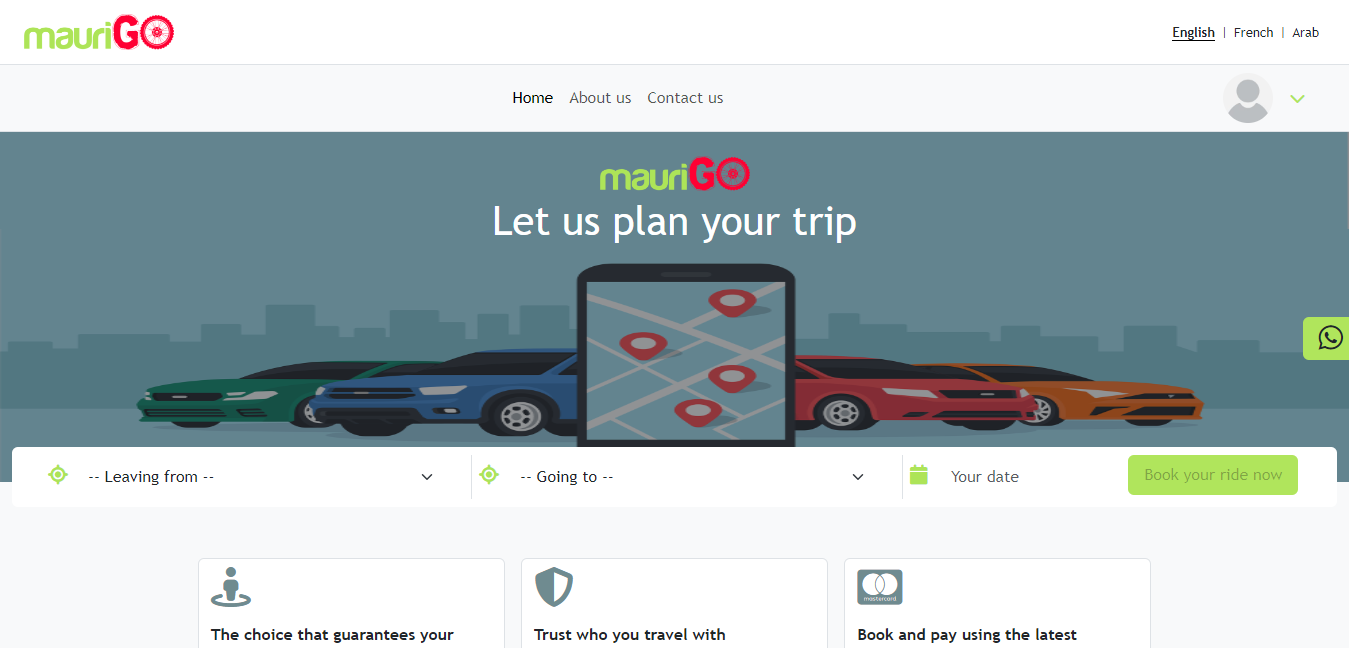 mauriGO
English | French | Arab
Home About us Contact us
mauriGO
Let us plan your trip
-- Leaving from -- -- Going to -- Your date Book your ride now
mastercard
The choice that guarantees your Trust who you travel with Book and pay using the latest